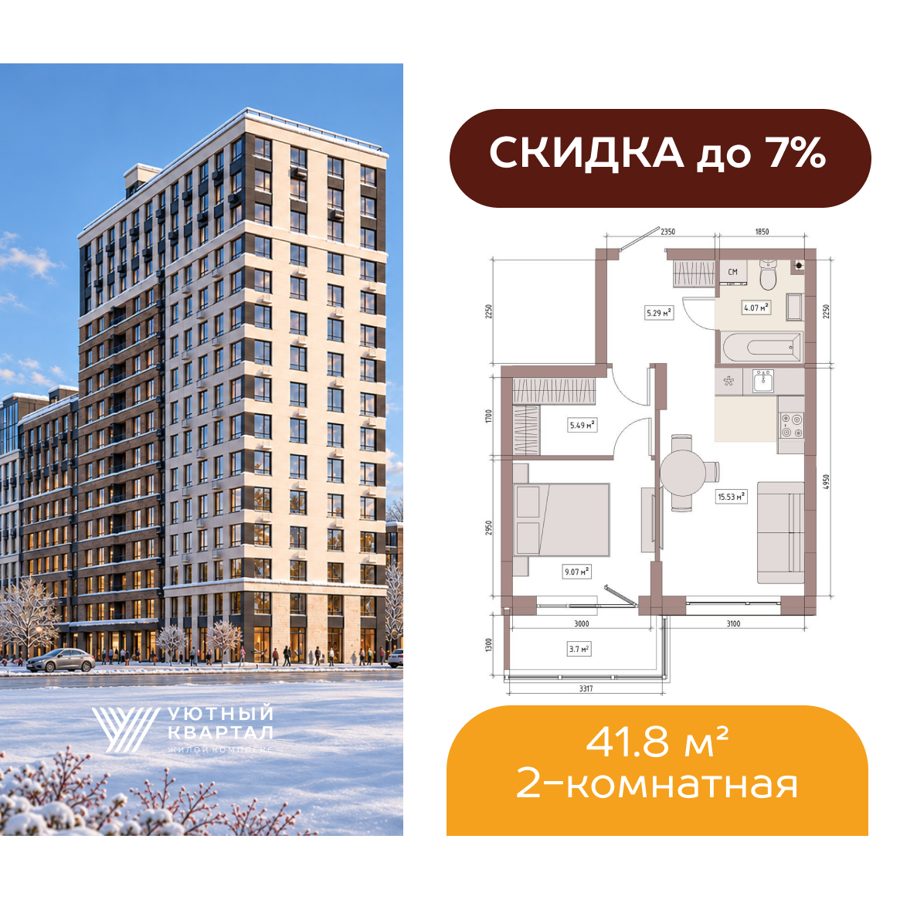 СКИДКА до 7%
2350
1850
2250
СМ
5.29 м²
4.07 м²
2250
1700
5.49 м²
4950
15.53 м²
2950
9.07 м²
3000
3100
1300
3.7 м²
3317
УЮТНЫЙ
КВАРТАЛ
ЖИЛОЙ КОМПЛЕКС
41.8 м²
2-комнатная